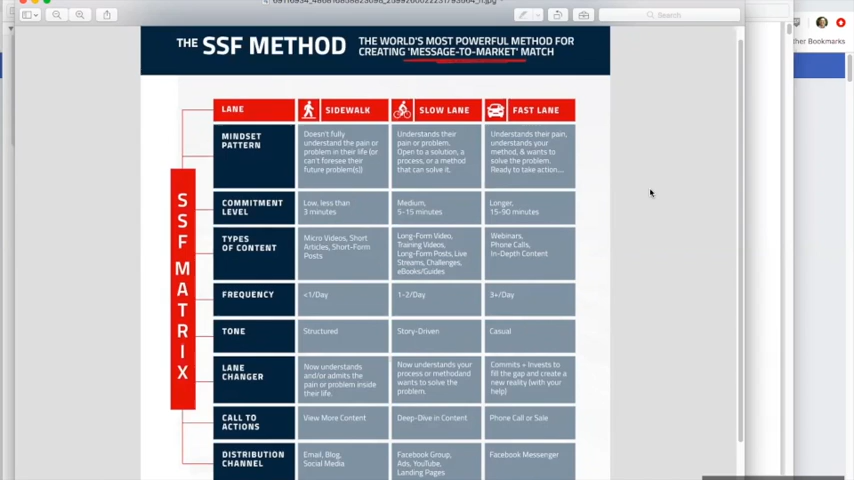 Search
her Bookmarks
THE SSF METHOD
THE WORLD'S MOST POWERFUL METHOD FOR
CREATING 'MESSAGE-TO-MARKET' MATCH
SSF MATRIX
LANE
SIDEWALK
SLOW LANE
FAST LANE
MINDSET
PATTERN
Doesn't fully
understand the pain or
problem in their life (or
can't foresee their
future problem(s))
Understands their
pain or problem.
Open to a solution, a
process, or a method
that can solve it.
Understands their pain,
understands your
method, & wants to
solve the problem.
Ready to take action...
COMMITMENT
LEVEL
Low, less than
3 minutes
Medium,
5-15 minutes
Longer,
15-90 minutes
TYPES
OF CONTENT
Micro Videos, Short
Articles, Short-Form
Posts
Long-Form Video,
Training Videos,
Long-Form Posts, Live
Streams, Challenges,
eBooks/Guides
Webinars,
Phone Calls,
In-Depth Content
FREQUENCY
<1/Day
1-2/Day
3+/Day
TONE
Structured
Story-Driven
Casual
LANE
CHANGER
Now understands
and/or admits the
pain or problem inside
their life.
Now understands your
process or methodand
wants to solve the
problem.
Commits + Invests to
fill the gap and create a
new reality (with your
help)
CALL TO
ACTIONS
View More Content
Deep-Dive in Content
Phone Call or Sale
DISTRIBUTION
CHANNEL
Email, Blog,
Social Media
Facebook Group,
Ads, YouTube,
Landing Pages
Facebook Messenger